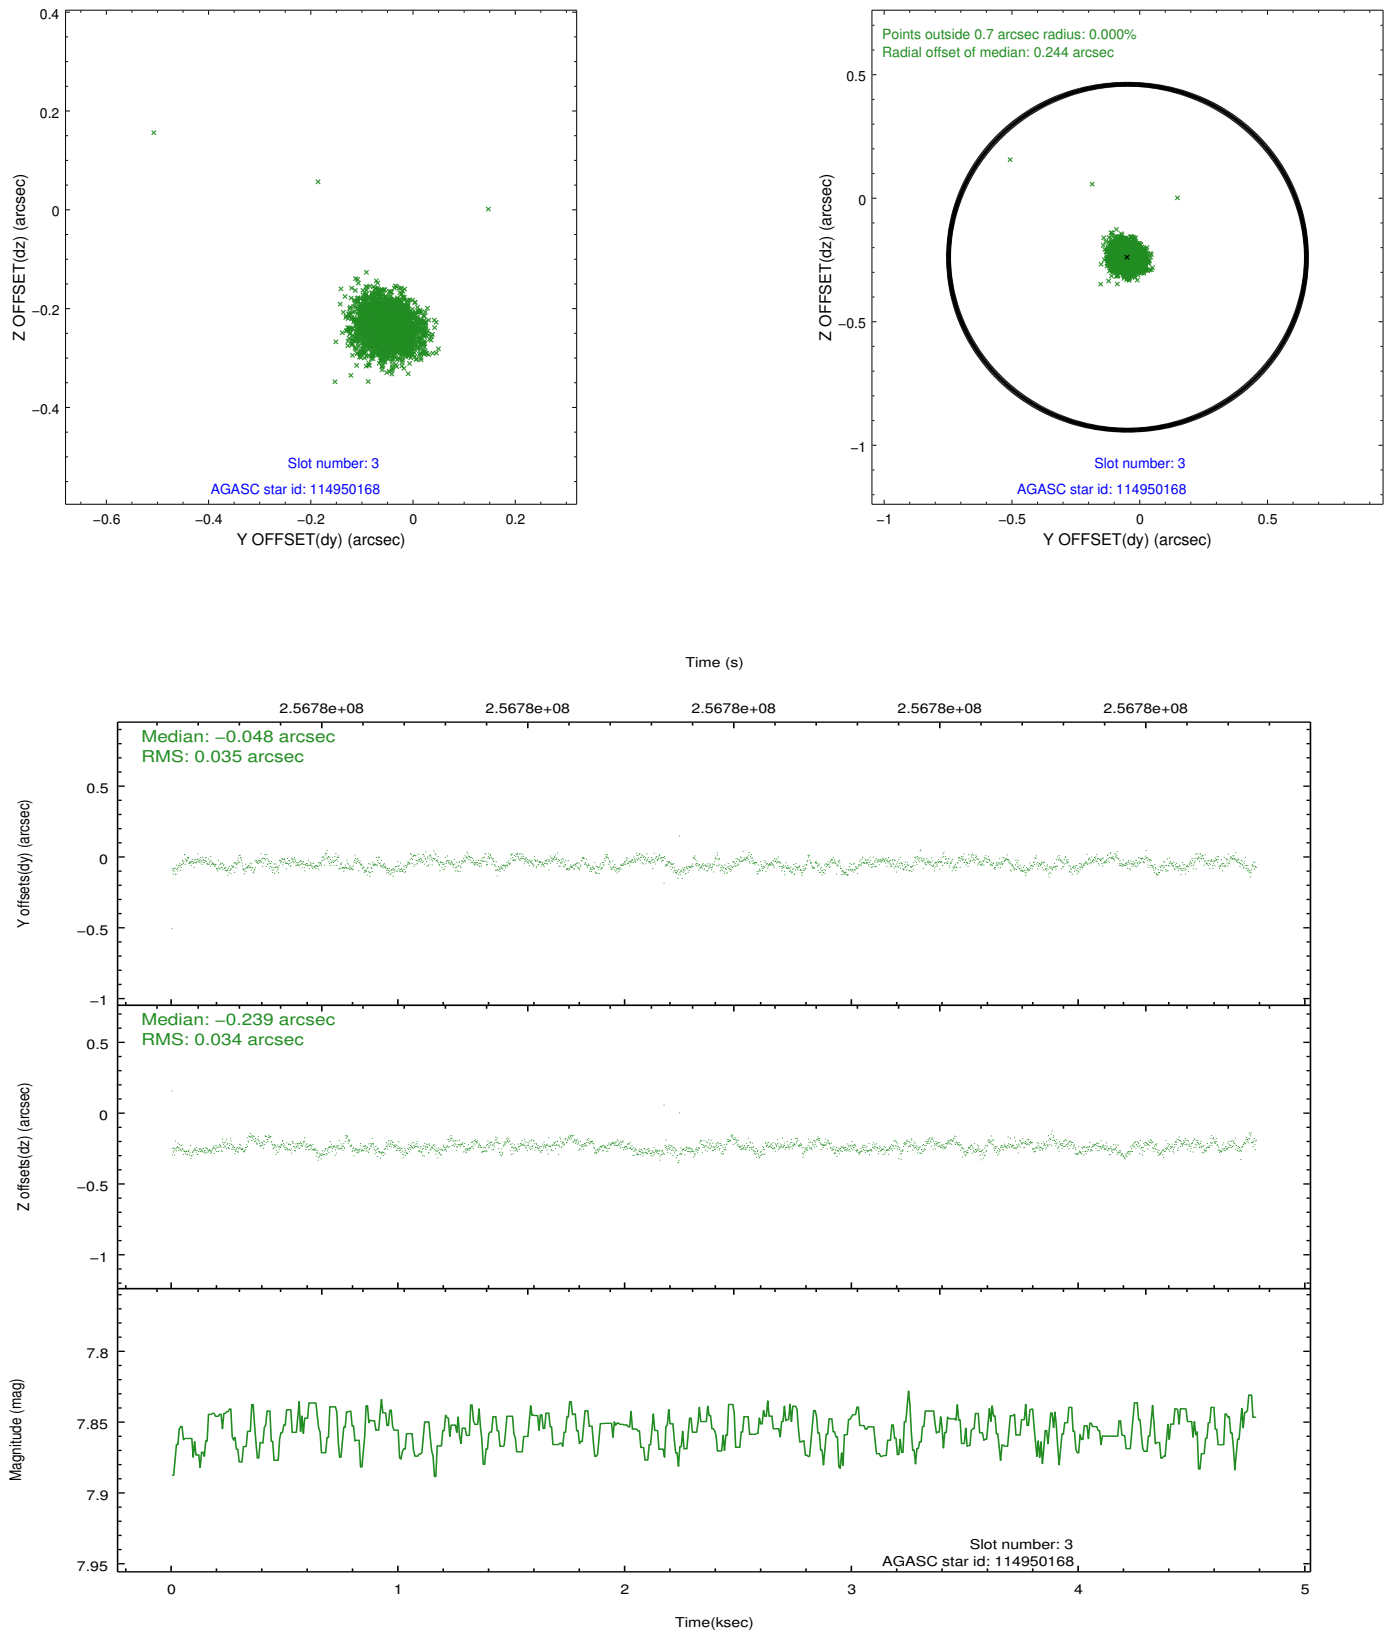 0.4
0.2
0
−0.2
−0.4
Z OFFSET(dz) (arcsec)
Slot number: 3
AGASC star id: 114950168
−0.6 −0.4 −0.2 0 0.2
Y OFFSET(dy) (arcsec)
Points outside 0.7 arcsec radius: 0.000%
Radial offset of median: 0.244 arcsec
0.5
0
−0.5
−1
Z OFFSET(dz) (arcsec)
Slot number: 3
AGASC star id: 114950168
−1 −0.5 0 0.5
Y OFFSET(dy) (arcsec)
Time (s)
2.5678e+08 2.5678e+08 2.5678e+08 2.5678e+08 2.5678e+08
Median: −0.048 arcsec
RMS: 0.035 arcsec
0.5
0
−0.5
−1
Y offsets(dy) (arcsec)
Median: −0.239 arcsec
RMS: 0.034 arcsec
0.5
0
−0.5
−1
Z offsets(dz) (arcsec)
7.8
7.85
7.9
7.95
Magnitude (mag)
Slot number: 3
AGASC star id: 114950168
0 1 2 3 4 5
Time(ksec)